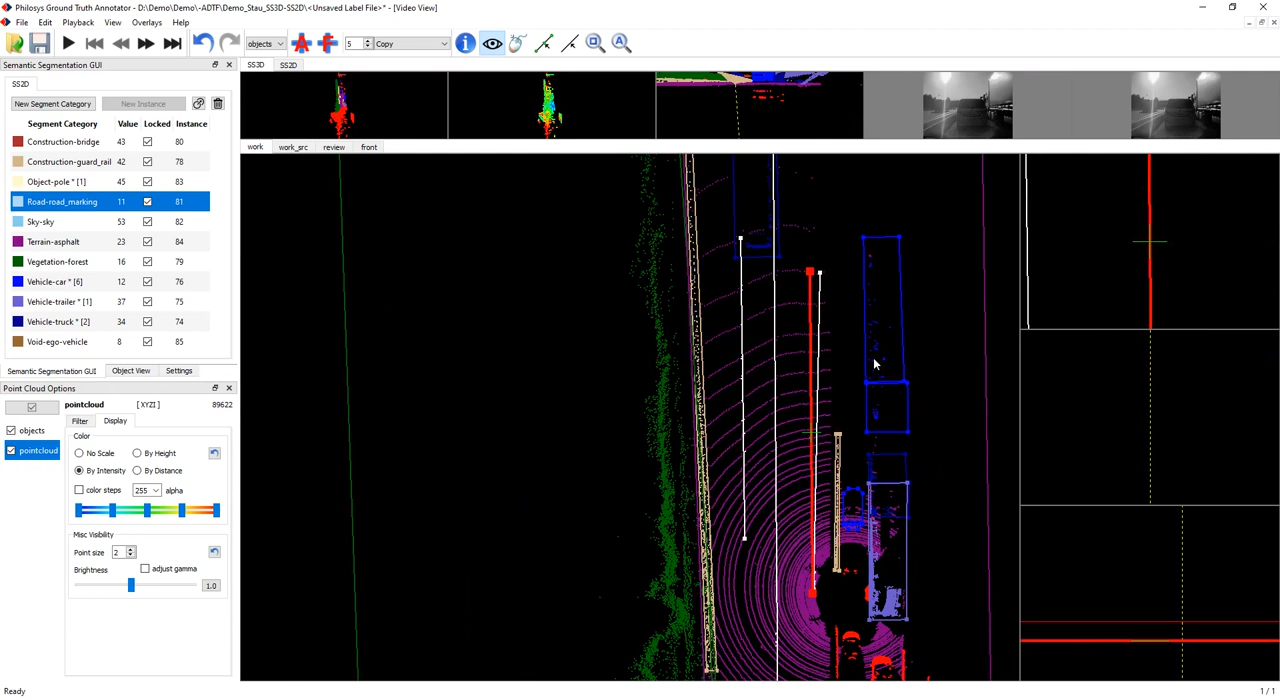 Philosys Ground Truth Annotator - D:\Demo\Demo\-ADTF\Demo_Stau_SS3D-SS2D\<Unsaved Label File>* - [Video View]
File Edit Playback View Overlays Help
objects 5 Copy
Semantic Segmentation GUI
SS2D
New Segment Category New Instance
Segment Category Value Locked Instance
Construction-bridge 43 80
Construction-guard_rail 42 78
Object-pole * [1] 45 83
Road-road_marking 11 81
Sky-sky 53 82
Terrain-asphalt 23 84
Vegetation-forest 16 79
Vehicle-car * [6] 12 76
Vehicle-trailer * [1] 37 75
Vehicle-truck * [2] 34 74
Void-ego-vehicle 8 85
Semantic Segmentation GUI Object View Settings
Point Cloud Options
pointcloud [XYZI] 89622
objects
pointcloud
Filter Display
Color
No Scale By Height
By Intensity By Distance
color steps 255 alpha
Misc Visibility
Point size 2
Brightness adjust gamma
1.0
SS3D SS2D
work work_src review front
Ready 1 / 1